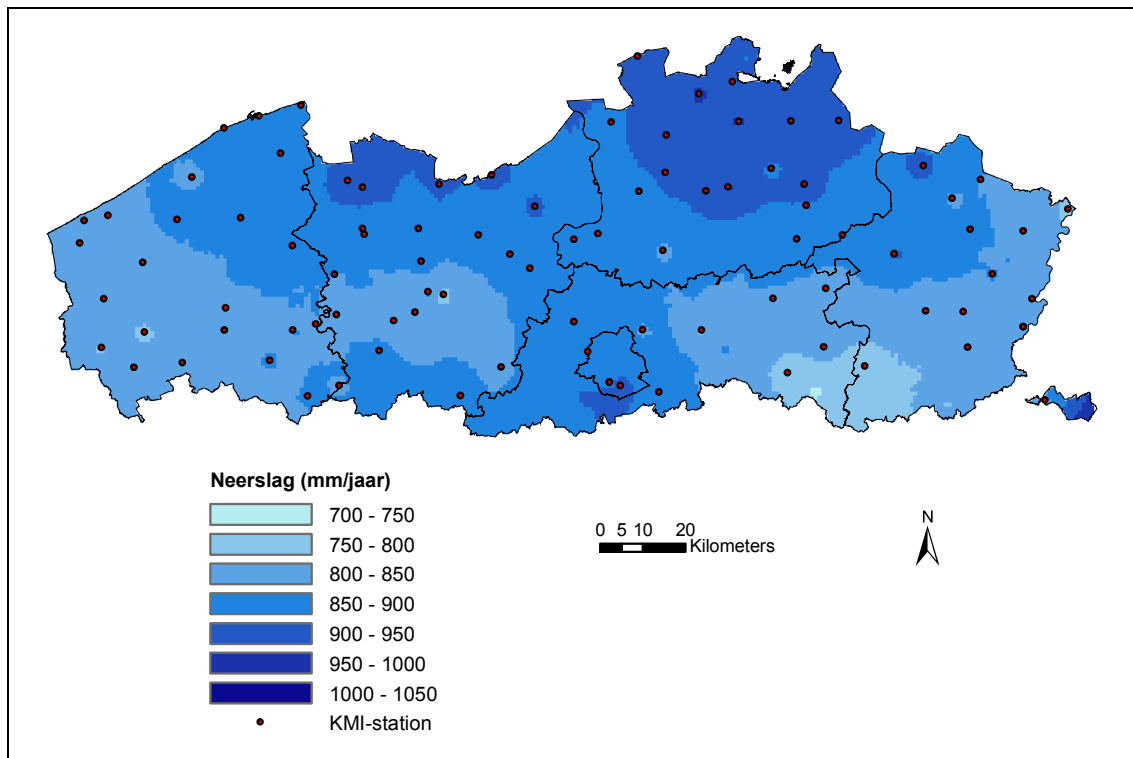 Neerslag (mm/jaar)
700 - 750
750 - 800
800 - 850
850 - 900
900 - 950
950 - 1000
1000 - 1050
KMI-station
0 5 10 20
Kilometers
N